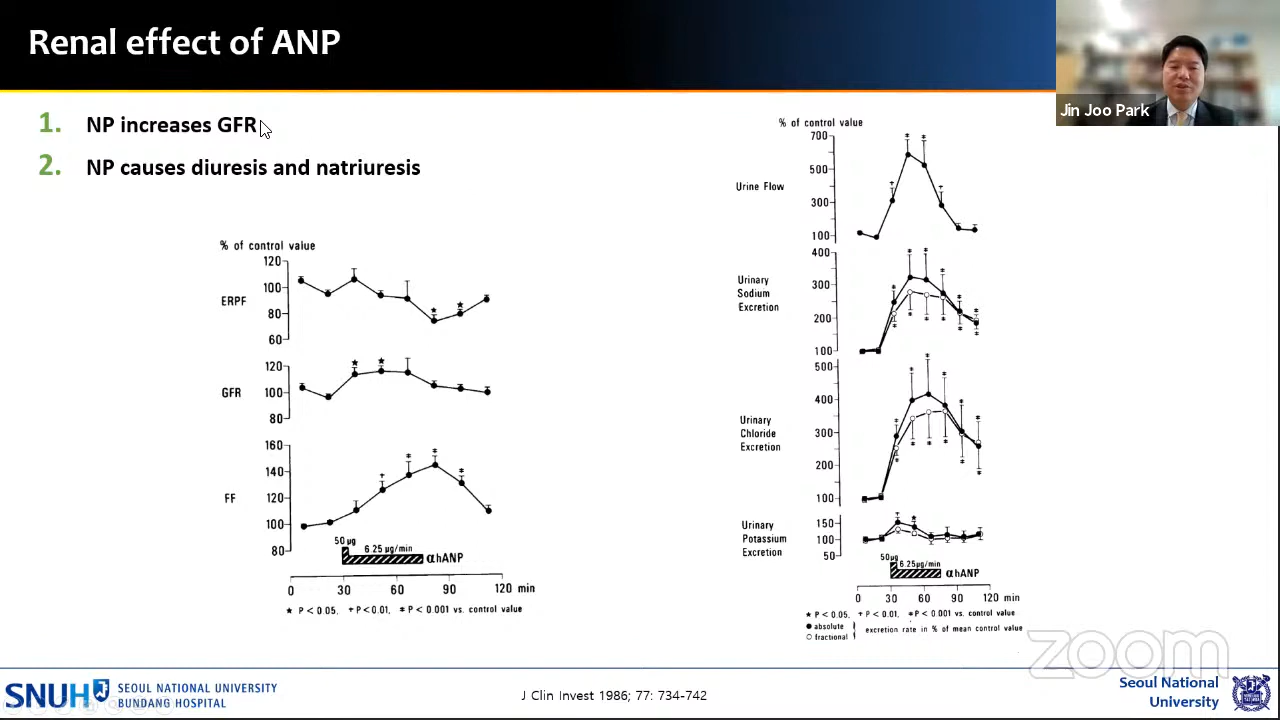 Renal effect of ANP
Jin Joo Park
1. NP increases GFR
2. NP causes diuresis and natriuresis
% of control value
120
100
80
60
ERPF
120
100
80
GFR
160
140
120
100
80
FF
50 µg
6.25 µg/min
αhANP
0 30 60 90 120 min
★ P < 0.05, + P < 0.01, ‡ P < 0.001 vs. control value
% of control value
700
500
300
100
Urine Flow
400
300
200
100
Urinary
Sodium
Excretion
500
400
300
200
100
Urinary
Chloride
Excretion
150
100
50
Urinary
Potassium
Excretion
50µg
6.25µg/min
αhANP
0 30 60 90 120 min
★ P < 0.05, + P < 0.01, ‡ P < 0.001 vs. control value
● absolute
○ fractional
excretion rate in % of mean control value
zoom
SNUH
SEOUL NATIONAL UNIVERSITY
BUNDANG HOSPITAL
J Clin Invest 1986; 77: 734-742
Seoul National
University